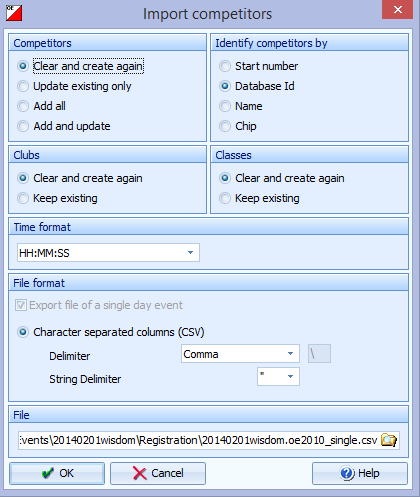 OE
Import competitors
Competitors
Clear and create again
Update existing only
Add all
Add and update
Identify competitors by
Start number
Database Id
Name
Chip
Clubs
Clear and create again
Keep existing
Classes
Clear and create again
Keep existing
Time format
HH:MM:SS
File format
Export file of a single day event
Character separated columns (CSV)
Delimiter
Comma
\
String Delimiter
"
File
:vents\20140201wisdom\Registration\20140201wisdom.oe2010_single.csv
OK
Cancel
Help